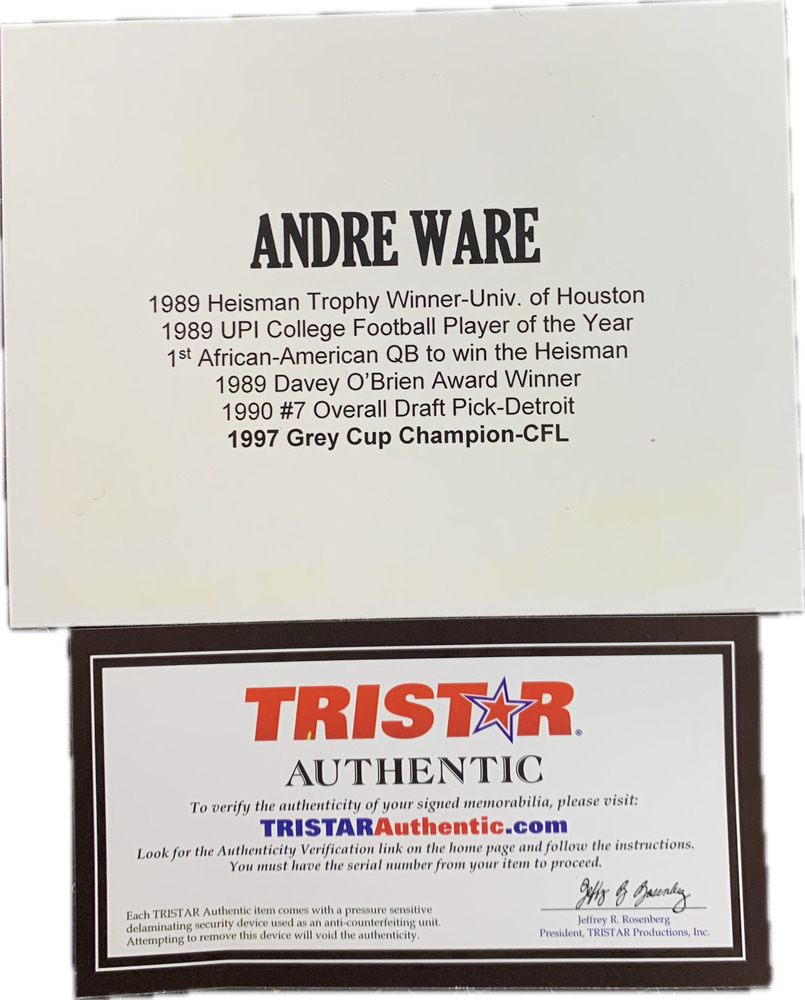 ANDRE WARE
1989 Heisman Trophy Winner-Univ. of Houston
1989 UPI College Football Player of the Year
1st African-American QB to win the Heisman
1989 Davey O'Brien Award Winner
1990 #7 Overall Draft Pick-Detroit
1997 Grey Cup Champion-CFL
TRISTAR®
AUTHENTIC
To verify the authenticity of your signed memorabilia, please visit:
TRISTARAuthentic.com
Look for the Authenticity Verification link on the home page and follow the instructions.
You must have the serial number from your item to proceed.
Each TRISTAR Authentic item comes with a pressure sensitive
delaminating security device used as an anti-counterfeiting unit.
Attempting to remove this device will void the authenticity.
Jeffrey R. Rosenberg
President, TRISTAR Productions, Inc.